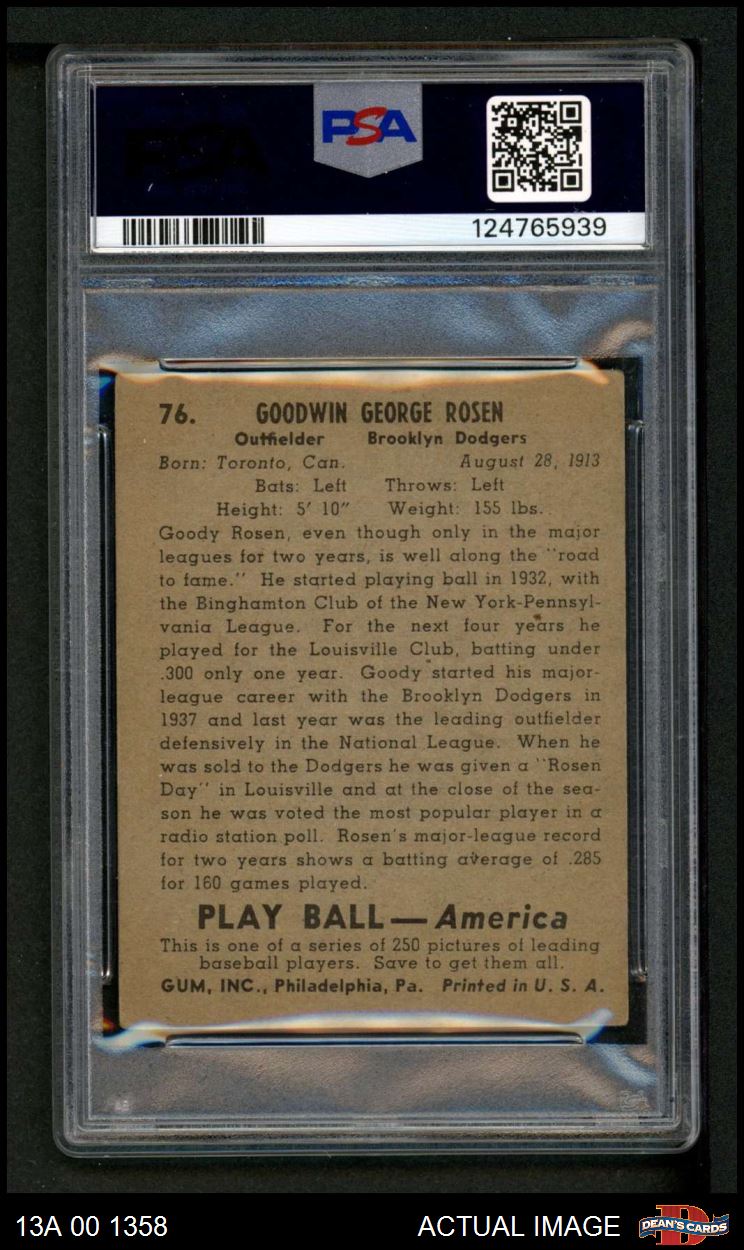 PSA
124765939
76. GOODWIN GEORGE ROSEN
Outfielder Brooklyn Dodgers
Born: Toronto, Can. August 28, 1913
Bats: Left Throws: Left
Height: 5' 10" Weight: 155 lbs.
Goody Rosen, even though only in the major
leagues for two years, is well along the "road
to fame." He started playing ball in 1932, with
the Binghamton Club of the New York-Pennsyl-
vania League. For the next four years he
played for the Louisville Club, batting under
.300 only one year. Goody started his major-
league career with the Brooklyn Dodgers in
1937 and last year was the leading outfielder
defensively in the National League. When he
was sold to the Dodgers he was given a "Rosen
Day" in Louisville and at the close of the sea-
son he was voted the most popular player in a
radio station poll. Rosen's major-league record
for two years shows a batting average of .285
for 160 games played.
PLAY BALL—America
This is one of a series of 250 pictures of leading
baseball players. Save to get them all.
GUM, INC., Philadelphia, Pa. Printed in U. S. A.
13A 00 1358 ACTUAL IMAGE DEAN'S CARDS